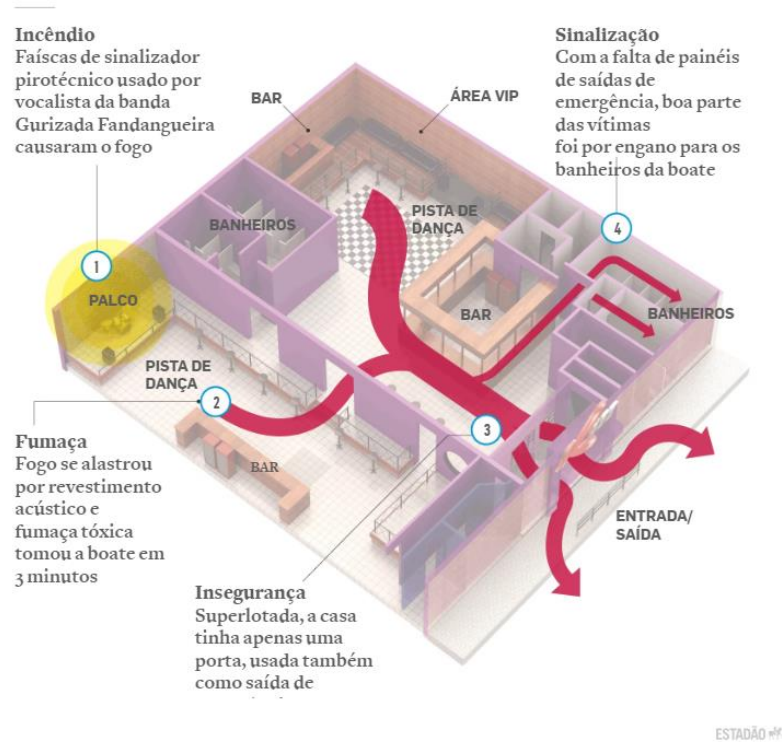 Incêndio
Faíscas de sinalizador
pirotécnico usado por
vocalista da banda
Gurizada Fandangueira
causaram o fogo
Sinalização
Com a falta de painéis
de saídas de
emergência, boa parte
das vítimas
foi por engano para os
banheiros da boate
BAR
ÁREA VIP
BANHEIROS
PISTA DE
DANÇA
4
1
PALCO
BAR
BANHEIROS
PISTA DE
DANÇA
2
3
BAR
ENTRADA/
SAÍDA
Fumaça
Fogo se alastrou
por revestimento
acústico e
fumaça tóxica
tomou a boate em
3 minutos
Insegurança
Superlotada, a casa
tinha apenas uma
porta, usada também
como saída de
ESTADÃO